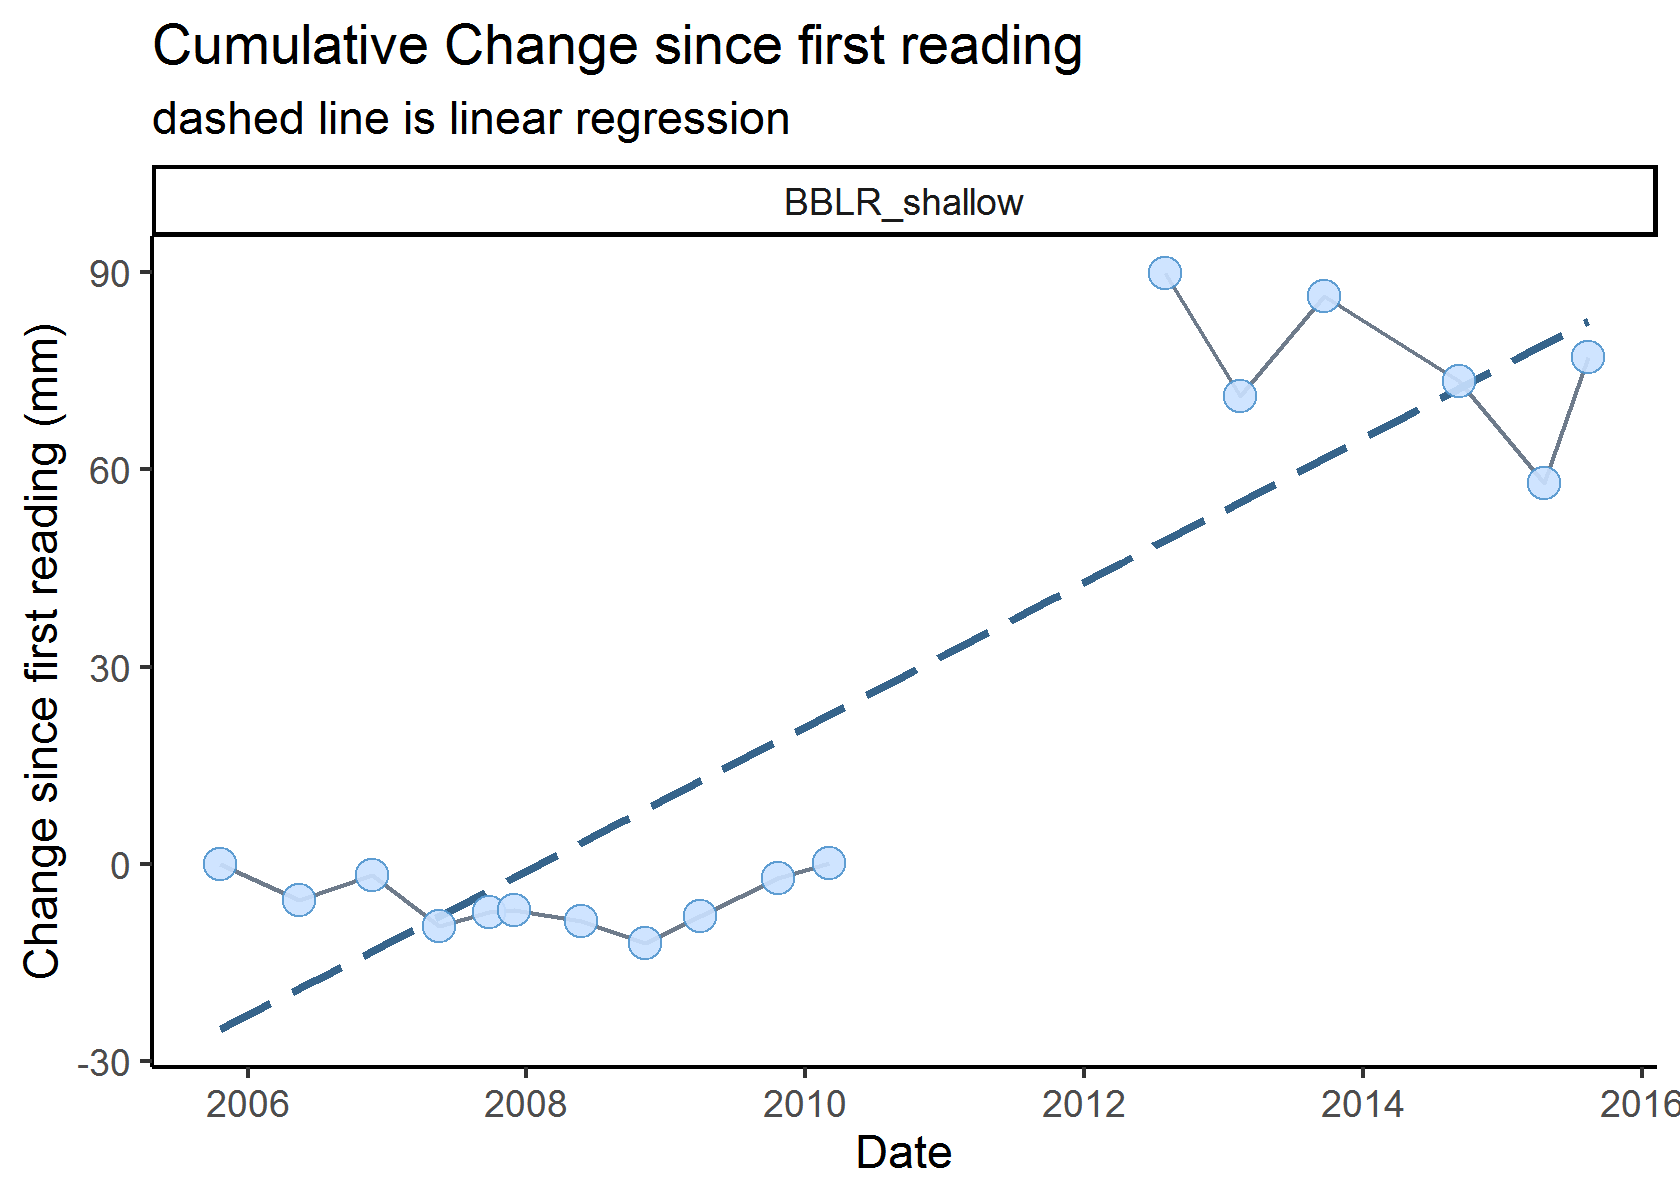 Cumulative Change since first reading
dashed line is linear regression
BBLR_shallow
Change since first reading (mm)
90
60
30
0
-30
2006
2008
2010
2012
2014
2016
Date